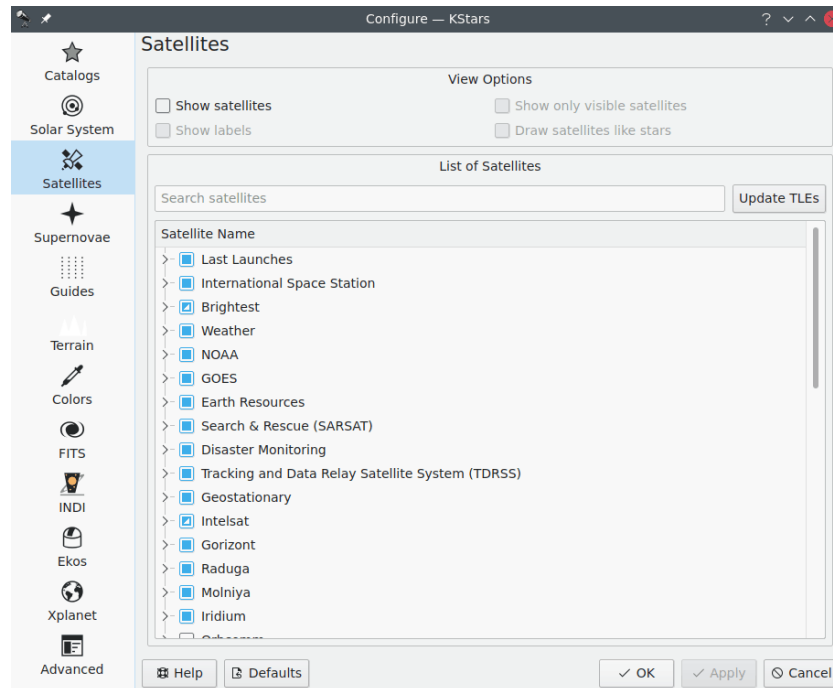 Configure — KStars
Catalogs
Solar System
Satellites
Supernovae
Guides
Terrain
Colors
FITS
INDI
Ekos
Xplanet
Advanced
Satellites
View Options
Show satellites
Show only visible satellites
Show labels
Draw satellites like stars
List of Satellites
Search satellites
Update TLEs
Satellite Name
Last Launches
International Space Station
Brightest
Weather
NOAA
GOES
Earth Resources
Search & Rescue (SARSAT)
Disaster Monitoring
Tracking and Data Relay Satellite System (TDRSS)
Geostationary
Intelsat
Gorizont
Raduga
Molniya
Iridium
Help
Defaults
OK
Apply
Cancel